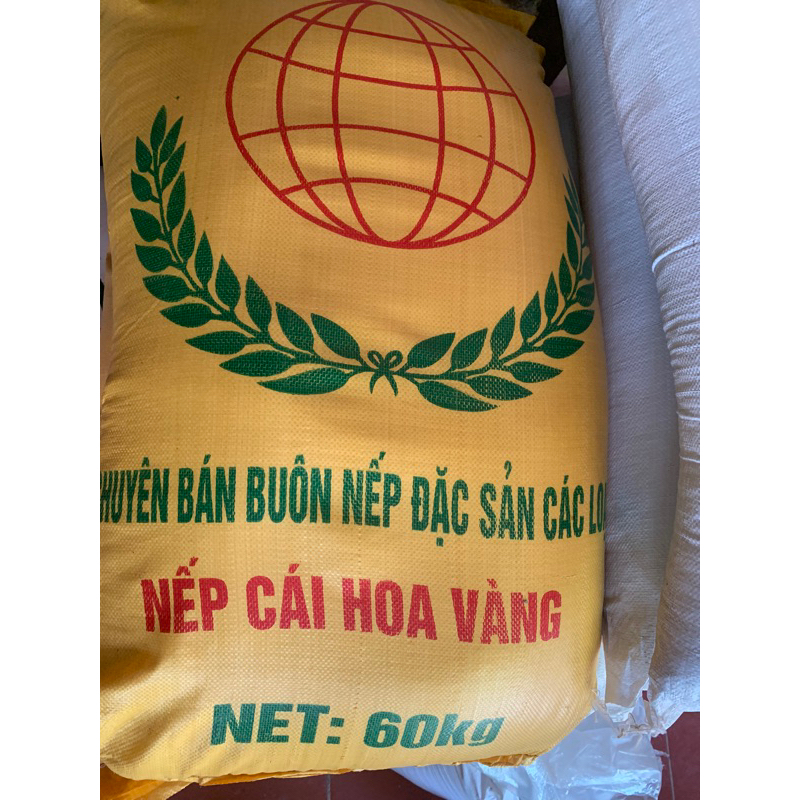 HUYÊN BÁN BUÔN NẾP ĐẶC SẢN CÁC LO
NẾP CÁI HOA VÀNG
NET: 60kg